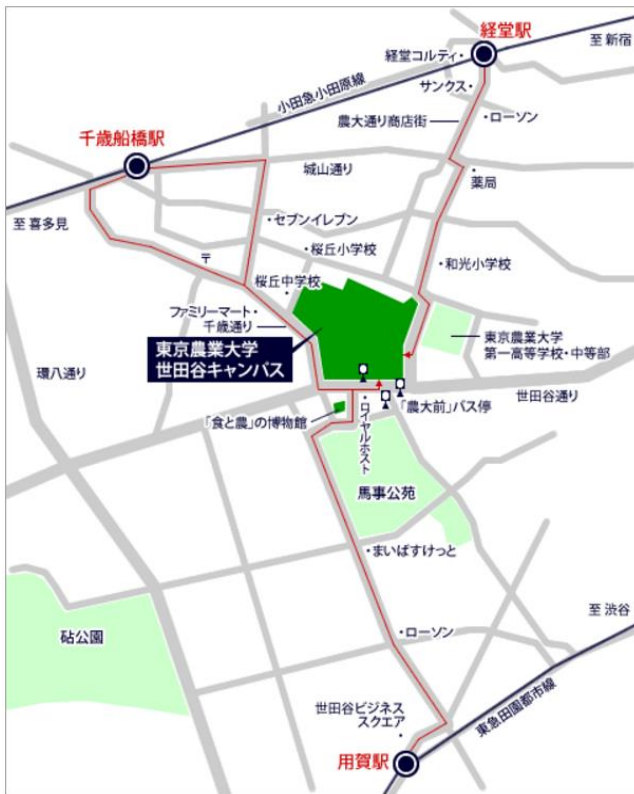 経堂駅
至 新宿
経堂コルティ・
サンクス・
小田急小田原線
農大通り商店街
・ローソン
千歳船橋駅
城山通り
・薬局
至 喜多見
・セブンイレブン
・桜丘小学校
・和光小学校
〒
桜丘中学校
ファミリーマート・
千歳通り
東京農業大学
世田谷キャンパス
東京農業大学
第一高等学校・中等部
環八通り
世田谷通り
「農大前」バス停
「食と農」の博物館
・ロイヤルホスト
馬事公苑
・まいばすけっと
至 渋谷
砧公園
・ローソン
東急田園都市線
世田谷ビジネス
スクエア
用賀駅